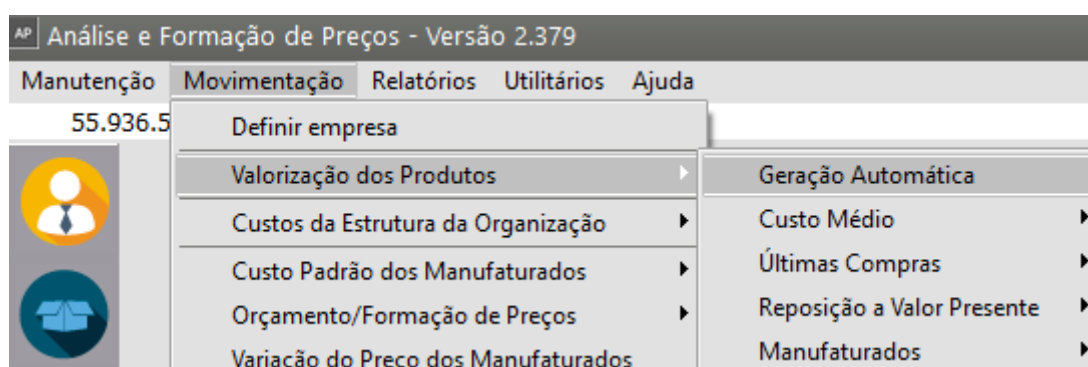 AP Análise e Formação de Preços - Versão 2.379
Manutenção Movimentação Relatórios Utilitários Ajuda
55.936.5
Definir empresa
Valorização dos Produtos
Custos da Estrutura da Organização
Custo Padrão dos Manufaturados
Orçamento/Formação de Preços
Variação do Preço dos Manufaturados
Geração Automática
Custo Médio
Últimas Compras
Reposição a Valor Presente
Manufaturados